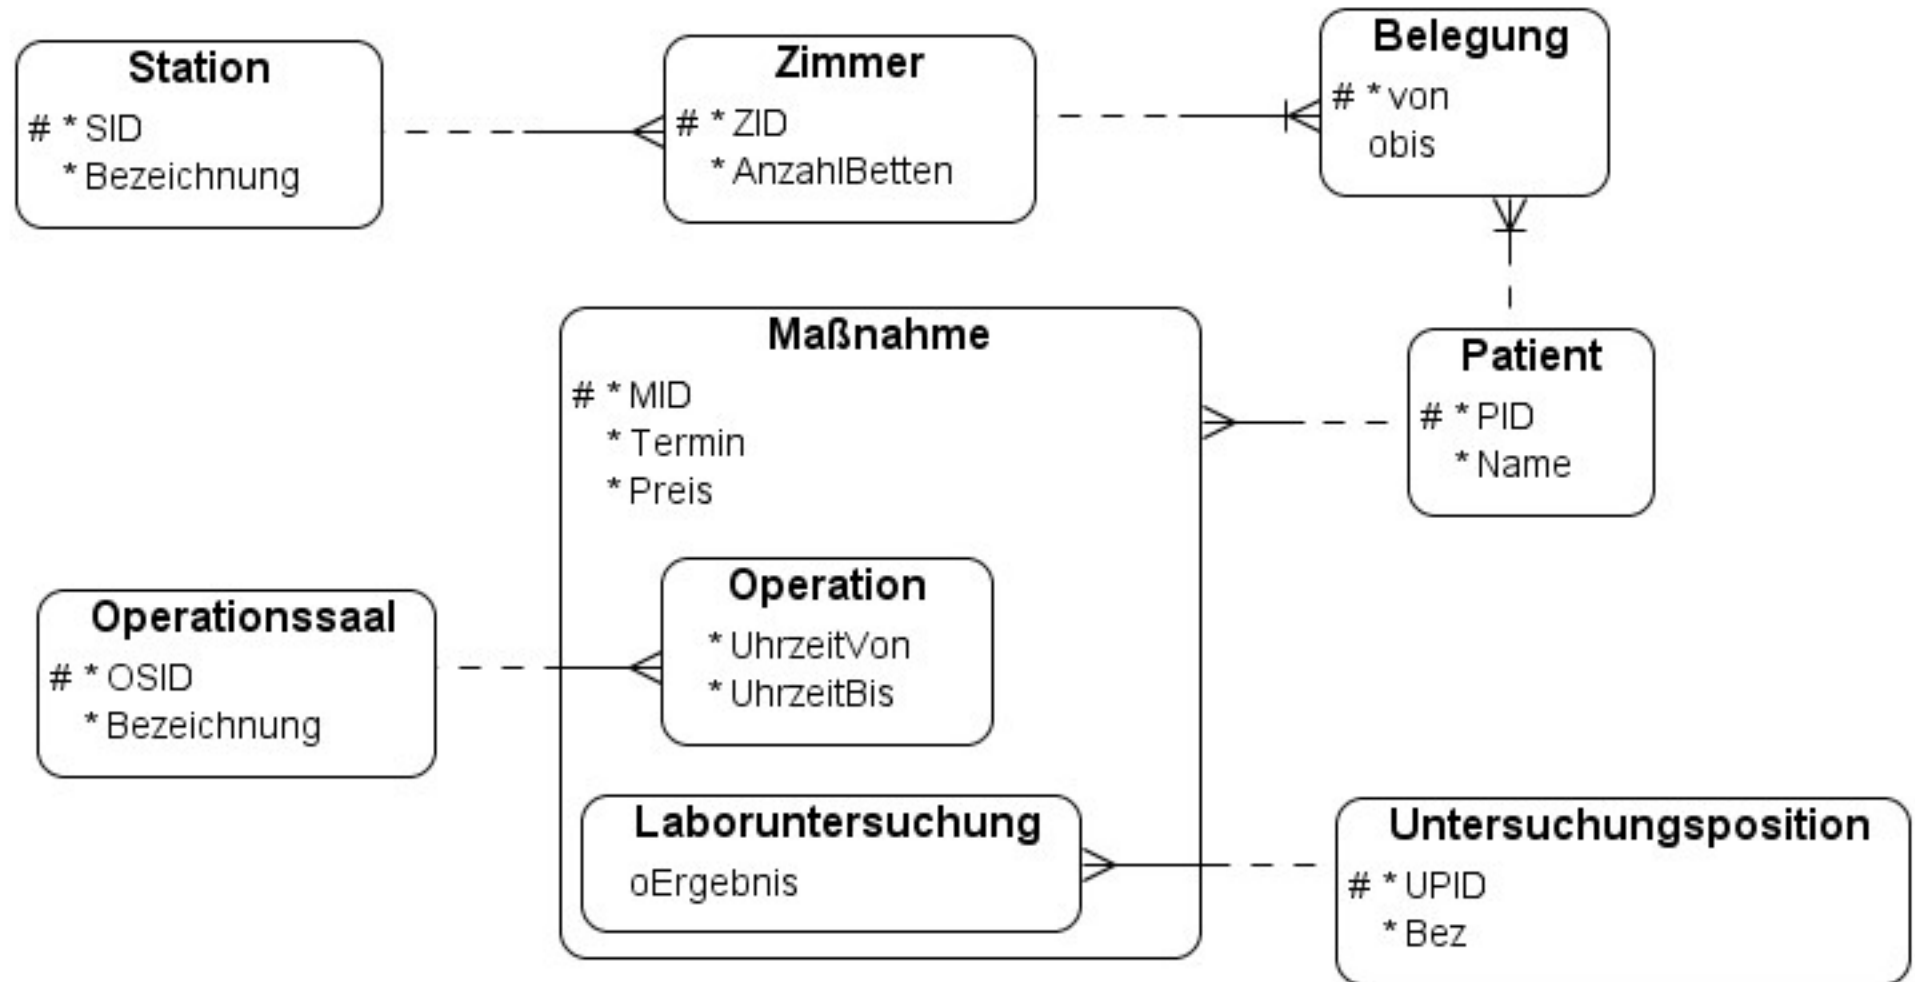 Station
# * SID
* Bezeichnung
Zimmer
# * ZID
* AnzahlBetten
Belegung
# * von
obis
Maßnahme
# * MID
* Termin
* Preis
Patient
# * PID
* Name
Operationssaal
# * OSID
* Bezeichnung
Operation
* UhrzeitVon
* UhrzeitBis
Laboruntersuchung
oErgebnis
Untersuchungsposition
# * UPID
* Bez